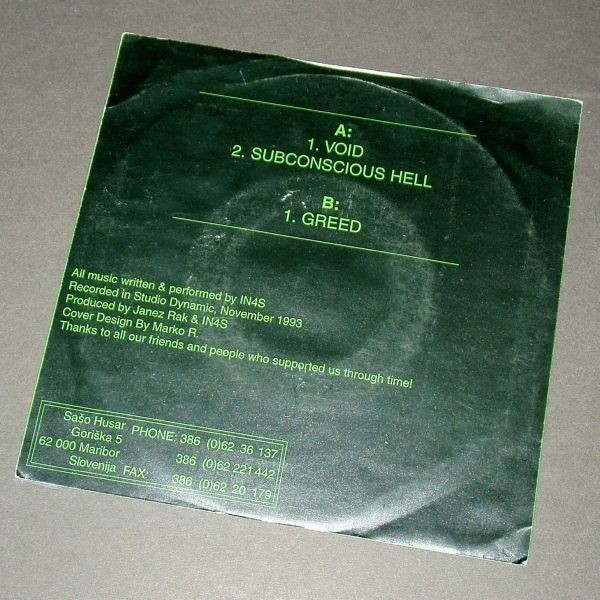 A:
1. VOID
2. SUBCONSCIOUS HELL
B:
1. GREED
All music written & performed by IN4S
Recorded in Studio Dynamic, November 1993
Produced by Janez Rak & IN4S
Cover Design By Marko R.
Thanks to all our friends and people who supported us through time!
Sašo Husar PHONE: 386 (0)62 36 137
Goriška 5
62 000 Maribor 386 (0)62 221 442
Slovenija FAX: 386 (0)62 20 179